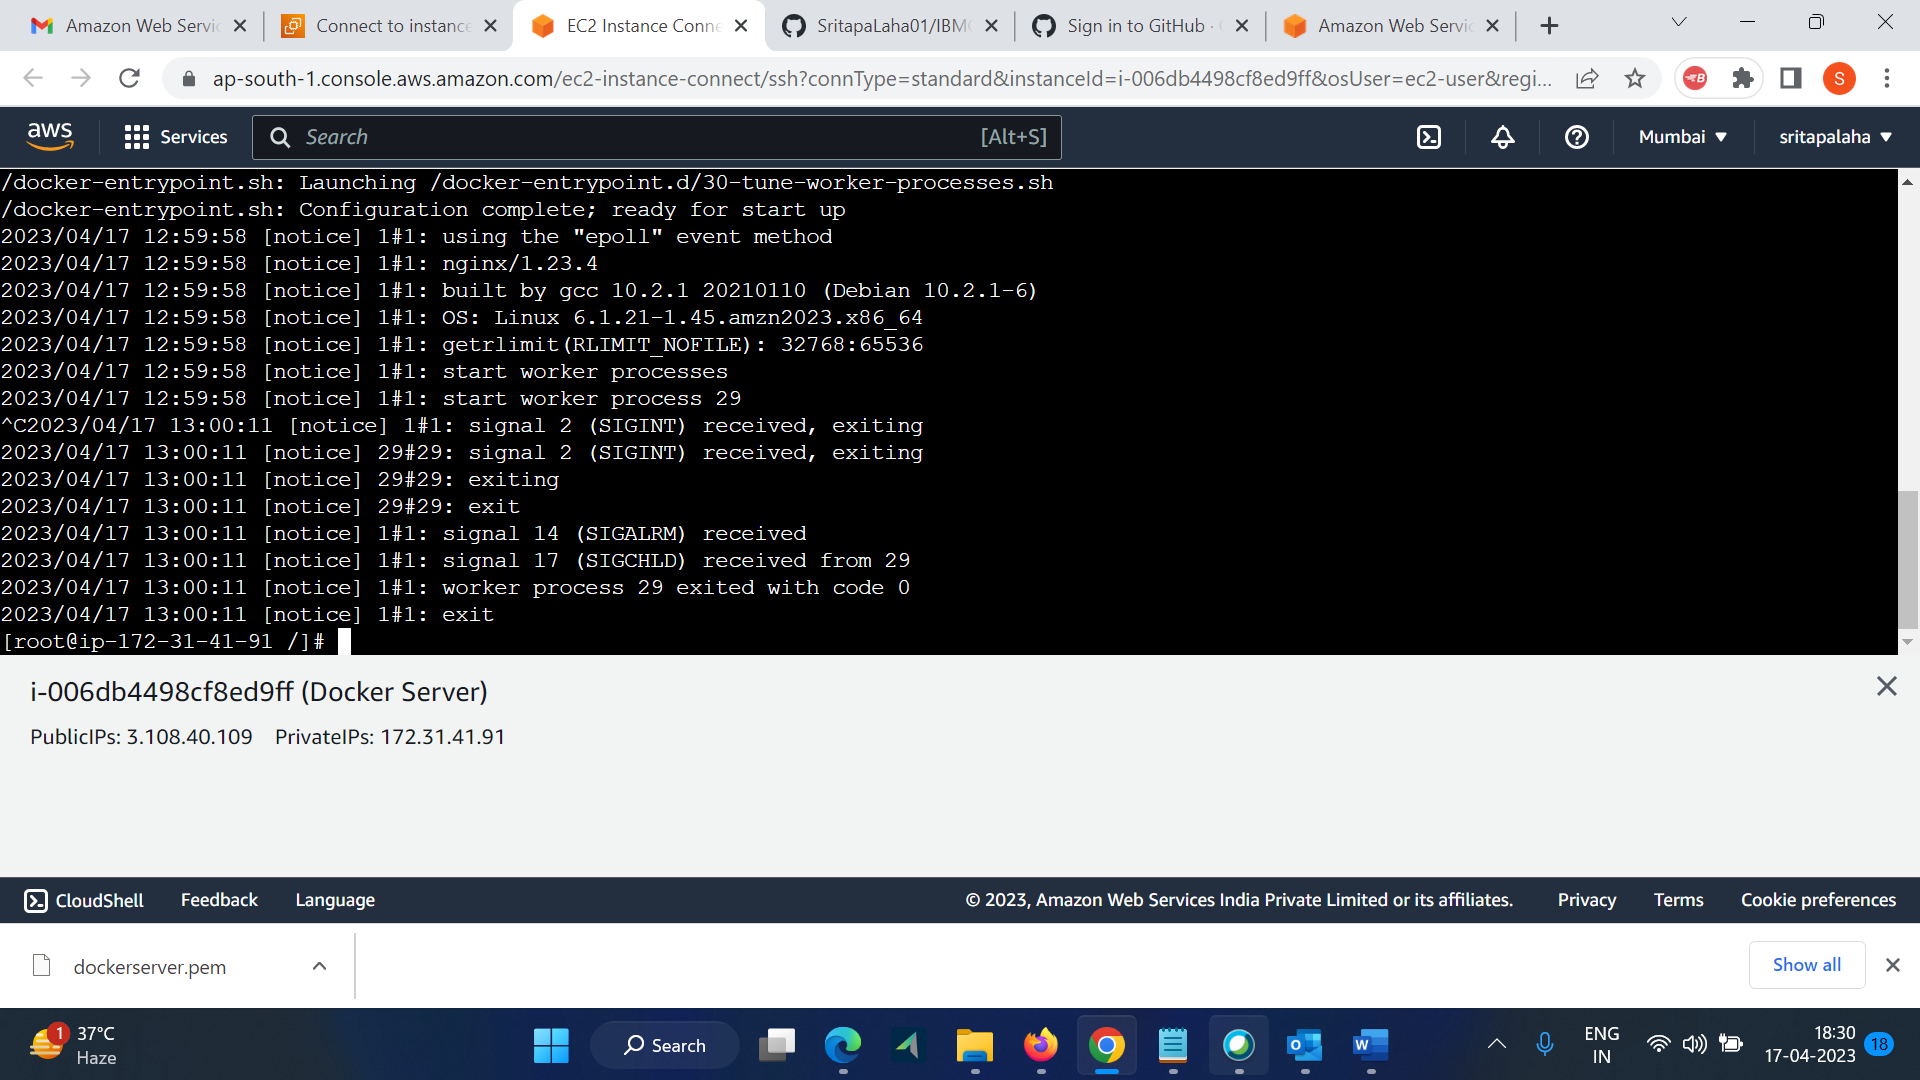 Amazon Web Servic
Connect to instance
EC2 Instance Conne
SritapaLaha01/IBM
Sign in to GitHub ·
Amazon Web Servic
ap-south-1.console.aws.amazon.com/ec2-instance-connect/ssh?connType=standard&instanceId=i-006db4498cf8ed9ff&osUser=ec2-user&regi...
B
S
aws
Services
Search
[Alt+S]
Mumbai
sritapalaha
/docker-entrypoint.sh: Launching /docker-entrypoint.d/30-tune-worker-processes.sh
/docker-entrypoint.sh: Configuration complete; ready for start up
2023/04/17 12:59:58 [notice] 1#1: using the "epoll" event method
2023/04/17 12:59:58 [notice] 1#1: nginx/1.23.4
2023/04/17 12:59:58 [notice] 1#1: built by gcc 10.2.1 20210110 (Debian 10.2.1-6)
2023/04/17 12:59:58 [notice] 1#1: OS: Linux 6.1.21-1.45.amzn2023.x86_64
2023/04/17 12:59:58 [notice] 1#1: getrlimit(RLIMIT_NOFILE): 32768:65536
2023/04/17 12:59:58 [notice] 1#1: start worker processes
2023/04/17 12:59:58 [notice] 1#1: start worker process 29
^C2023/04/17 13:00:11 [notice] 1#1: signal 2 (SIGINT) received, exiting
2023/04/17 13:00:11 [notice] 29#29: signal 2 (SIGINT) received, exiting
2023/04/17 13:00:11 [notice] 29#29: exiting
2023/04/17 13:00:11 [notice] 29#29: exit
2023/04/17 13:00:11 [notice] 1#1: signal 14 (SIGALRM) received
2023/04/17 13:00:11 [notice] 1#1: signal 17 (SIGCHLD) received from 29
2023/04/17 13:00:11 [notice] 1#1: worker process 29 exited with code 0
2023/04/17 13:00:11 [notice] 1#1: exit
[root@ip-172-31-41-91 /]#
i-006db4498cf8ed9ff (Docker Server)
PublicIPs: 3.108.40.109 PrivateIPs: 172.31.41.91
CloudShell
Feedback
Language
© 2023, Amazon Web Services India Private Limited or its affiliates.
Privacy
Terms
Cookie preferences
dockerserver.pem
Show all
1
37°C
Haze
Search
ENG
IN
18:30
17-04-2023
18